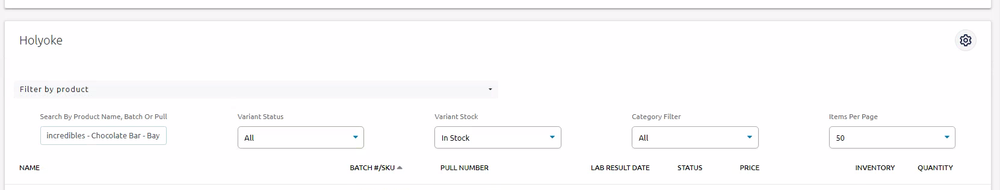 Holyoke
Filter by product
Search By Product Name, Batch Or Pull
Variant Status
Variant Stock
Category Filter
Items Per Page
incredibles - Chocolate Bar - Bay
All
In Stock
All
50
NAME
BATCH #/SKU
PULL NUMBER
LAB RESULT DATE
STATUS
PRICE
INVENTORY
QUANTITY